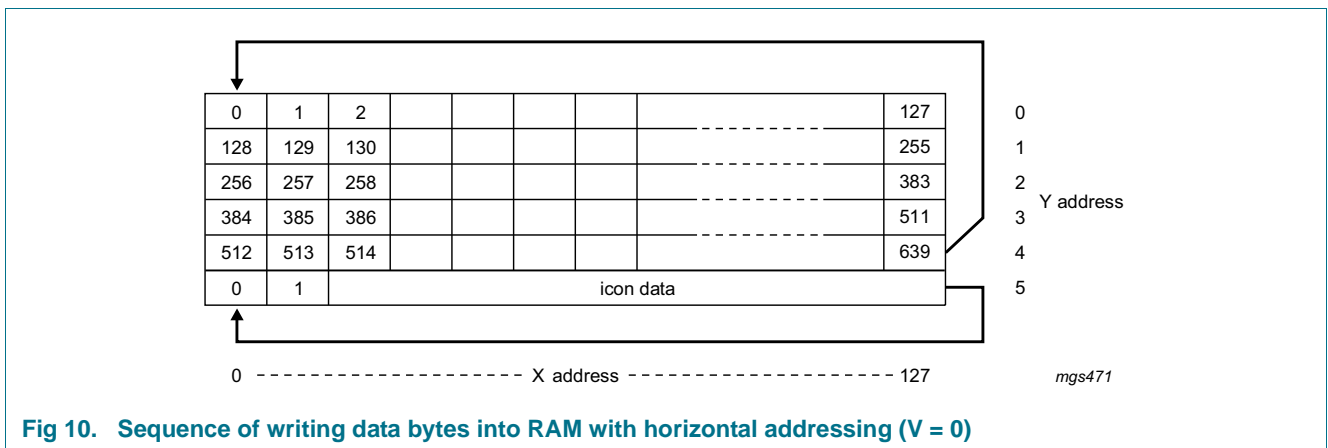 0 1 2 127 0
128 129 130 255 1
256 257 258 383 2
Y address
384 385 386 511 3
512 513 514 639 4
0 1 icon data 5
0 X address 127 mgs471
Fig 10. Sequence of writing data bytes into RAM with horizontal addressing (V = 0)